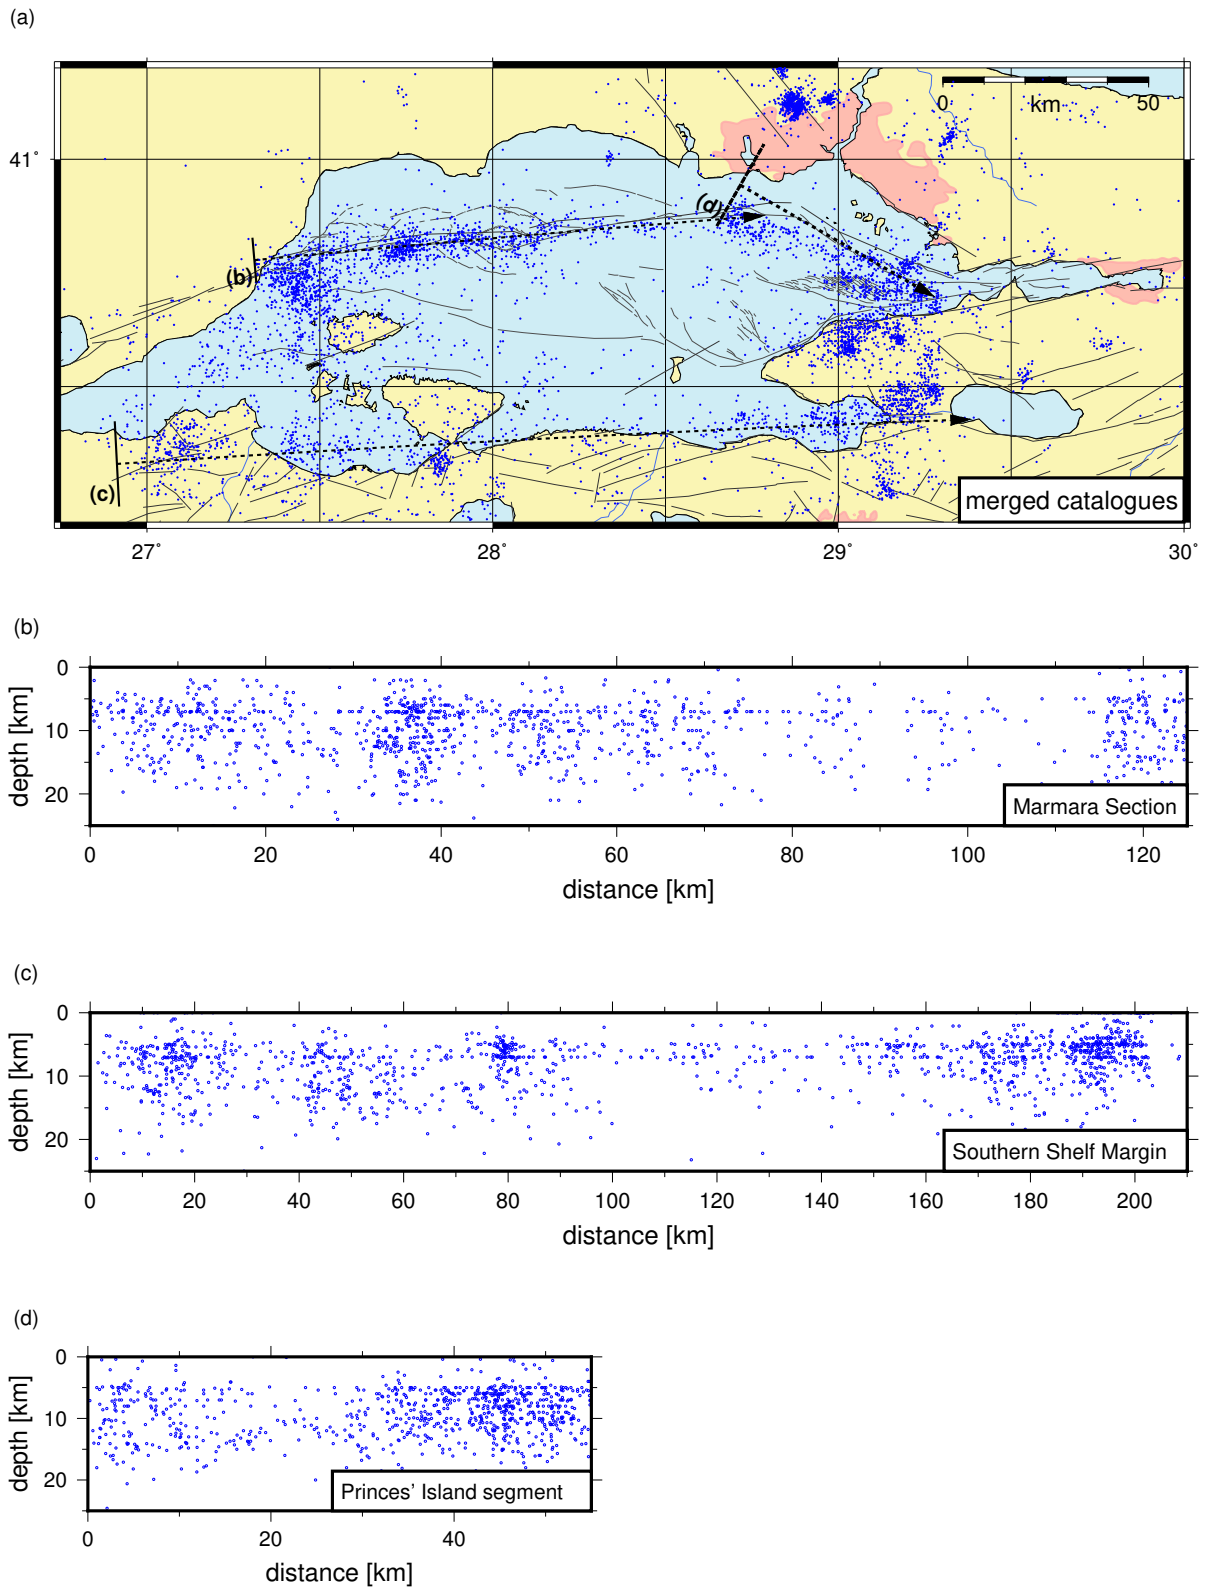 (a)
0 km 50
41°
(d)
(b)
(c)
merged catalogues
27° 28° 29° 30°
(b)
0
10
20
depth [km]
Marmara Section
0 20 40 60 80 100 120
distance [km]
(c)
0
10
20
depth [km]
Southern Shelf Margin
0 20 40 60 80 100 120 140 160 180 200
distance [km]
(d)
0
10
20
depth [km]
Princes' Island segment
0 20 40
distance [km]